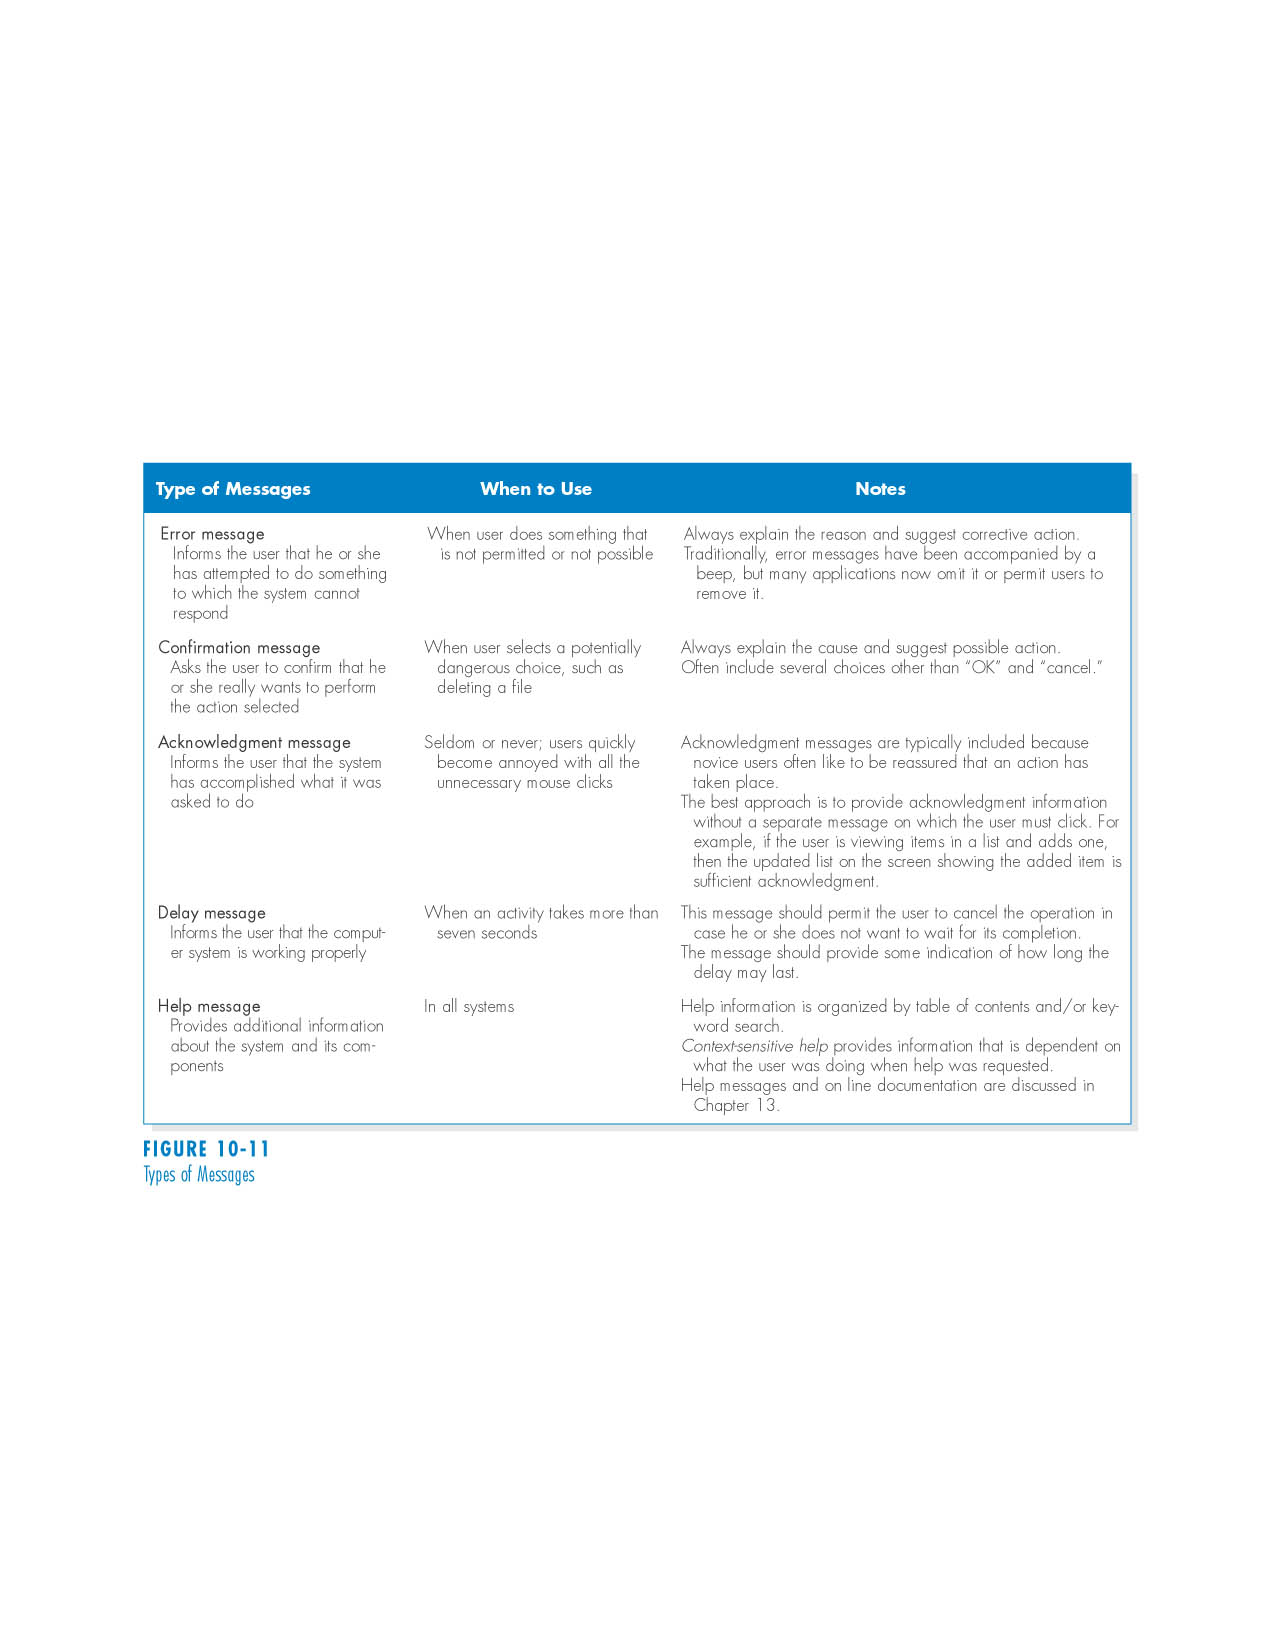 Type of Messages When to Use Notes
Error message
Informs the user that he or she
has attempted to do something
to which the system cannot
respond
When user does something that
is not permitted or not possible
Always explain the reason and suggest corrective action.
Traditionally, error messages have been accompanied by a
beep, but many applications now omit it or permit users to
remove it.
Confirmation message
Asks the user to confirm that he
or she really wants to perform
the action selected
When user selects a potentially
dangerous choice, such as
deleting a file
Always explain the cause and suggest possible action.
Often include several choices other than “OK” and “cancel.”
Acknowledgment message
Informs the user that the system
has accomplished what it was
asked to do
Seldom or never; users quickly
become annoyed with all the
unnecessary mouse clicks
Acknowledgment messages are typically included because
novice users often like to be reassured that an action has
taken place.
The best approach is to provide acknowledgment information
without a separate message on which the user must click. For
example, if the user is viewing items in a list and adds one,
then the updated list on the screen showing the added item is
sufficient acknowledgment.
Delay message
Informs the user that the comput-
er system is working properly
When an activity takes more than
seven seconds
This message should permit the user to cancel the operation in
case he or she does not want to wait for its completion.
The message should provide some indication of how long the
delay may last.
Help message
Provides additional information
about the system and its com-
ponents
In all systems
Help information is organized by table of contents and/or key-
word search.
Context-sensitive help provides information that is dependent on
what the user was doing when help was requested.
Help messages and on line documentation are discussed in
Chapter 13.
FIGURE 10-11
Types of Messages